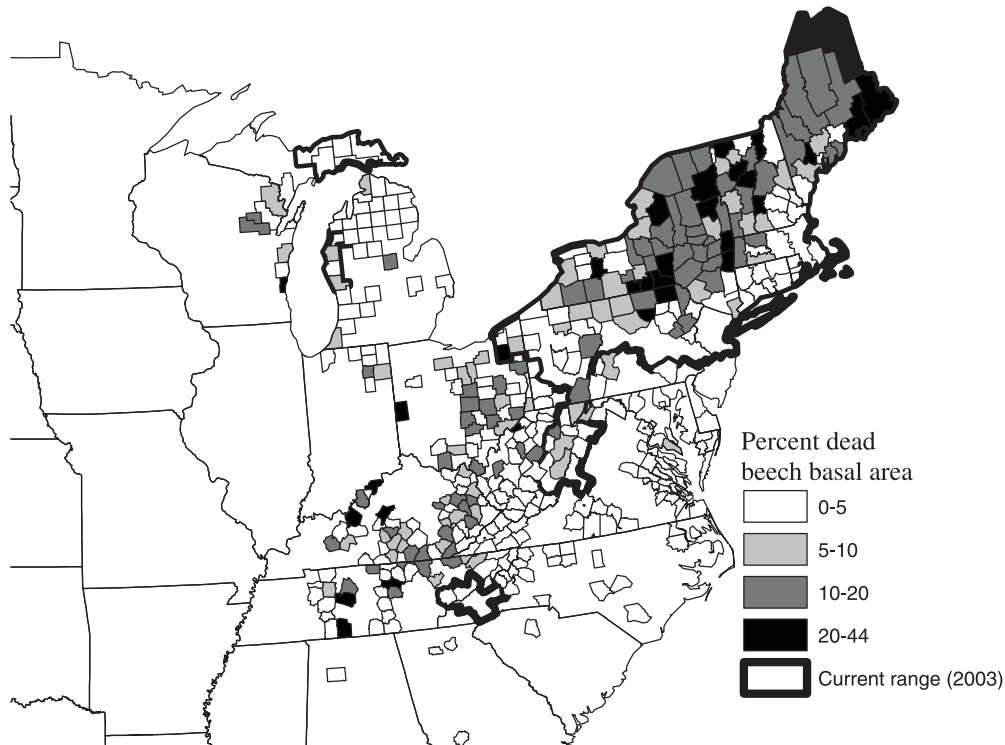 Percent dead
beech basal area
0-5
5-10
10-20
20-44
Current range (2003)